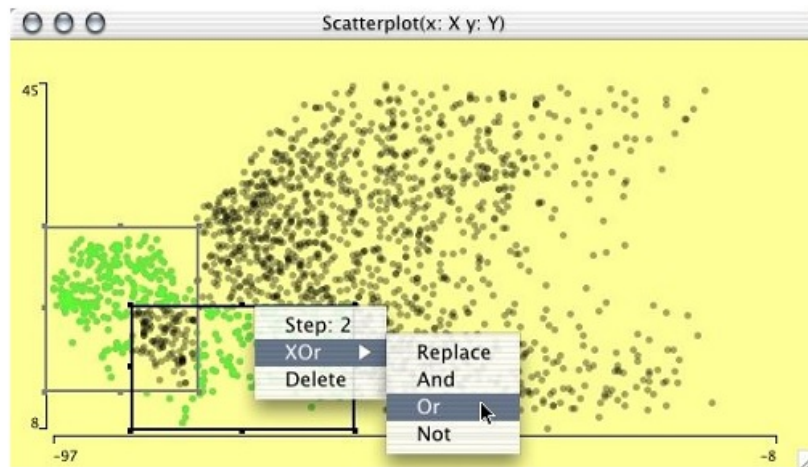 Scatterplot(x: X y: Y)
45
Step: 2
XOr
Replace
Delete
And
Or
8
Not
-97
-8